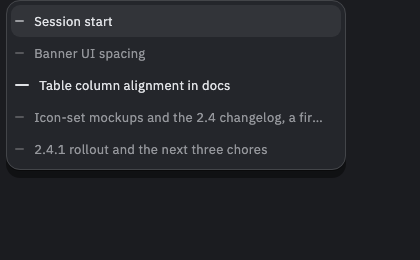 Session start
Banner UI spacing
Table column alignment in docs
Icon-set mockups and the 2.4 changelog, a fir...
2.4.1 rollout and the next three chores